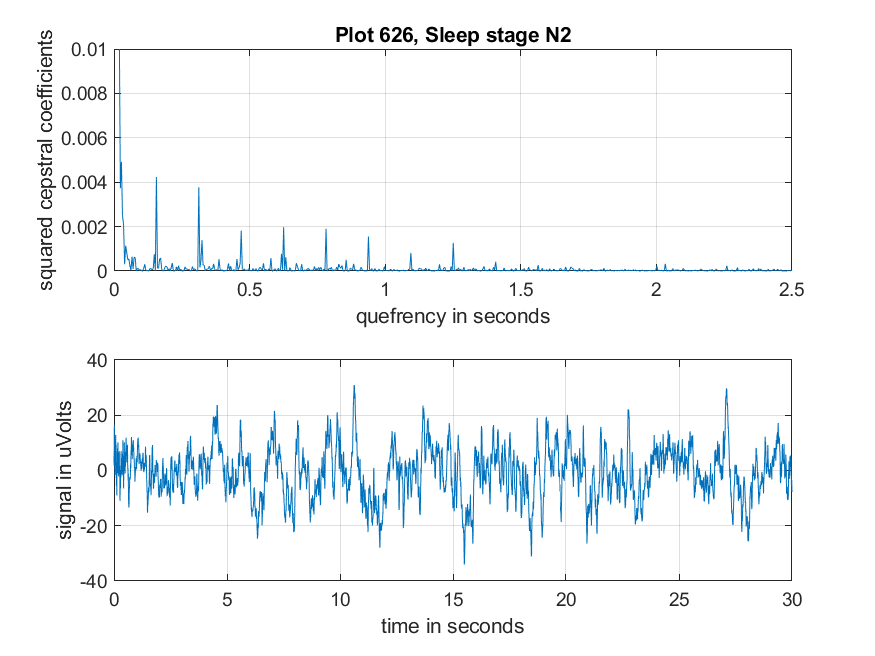 Plot 626, Sleep stage N2
squared cepstral coefficients
0.01
0.008
0.006
0.004
0.002
0
0 0.5 1 1.5 2 2.5
quefrency in seconds
signal in uVolts
40
20
0
-20
-40
0 5 10 15 20 25 30
time in seconds